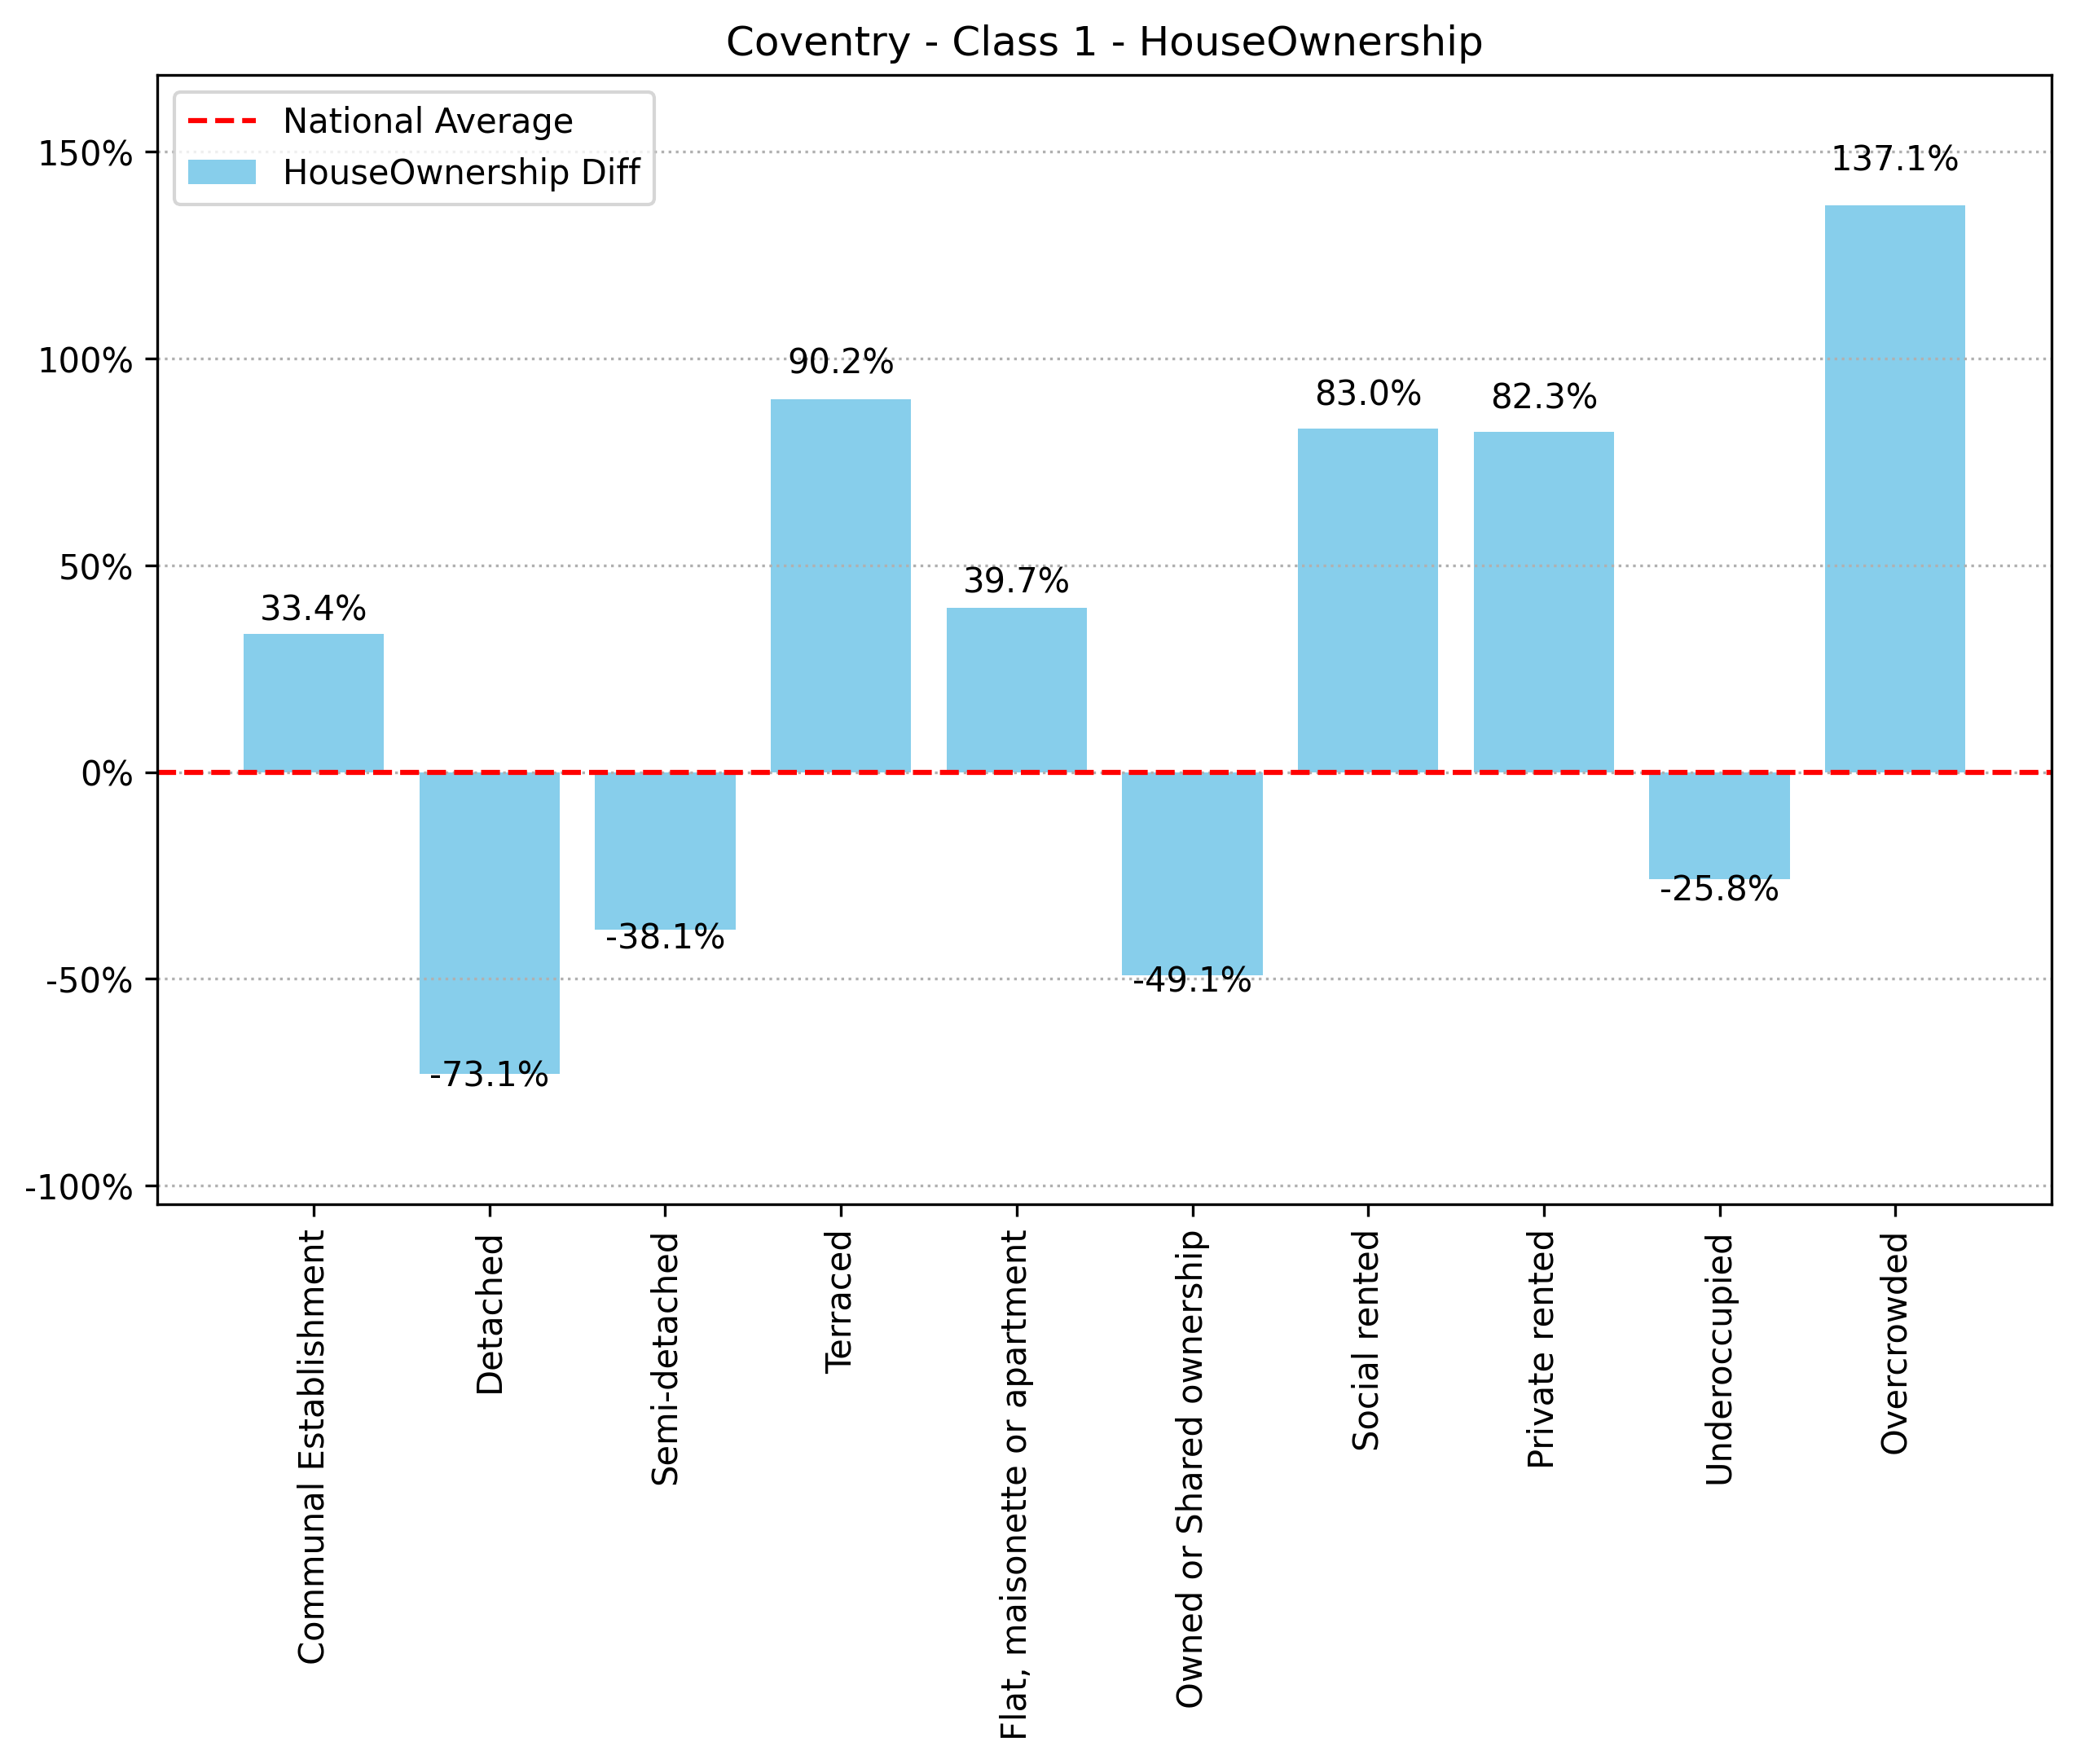 Coventry - Class 1 - HouseOwnership
National Average
HouseOwnership Diff
150%
100%
50%
0%
-50%
-100%
33.4%
-73.1%
-38.1%
90.2%
39.7%
-49.1%
83.0%
82.3%
-25.8%
137.1%
Communal Establishment
Detached
Semi-detached
Terraced
Flat, maisonette or apartment
Owned or Shared ownership
Social rented
Private rented
Underoccupied
Overcrowded